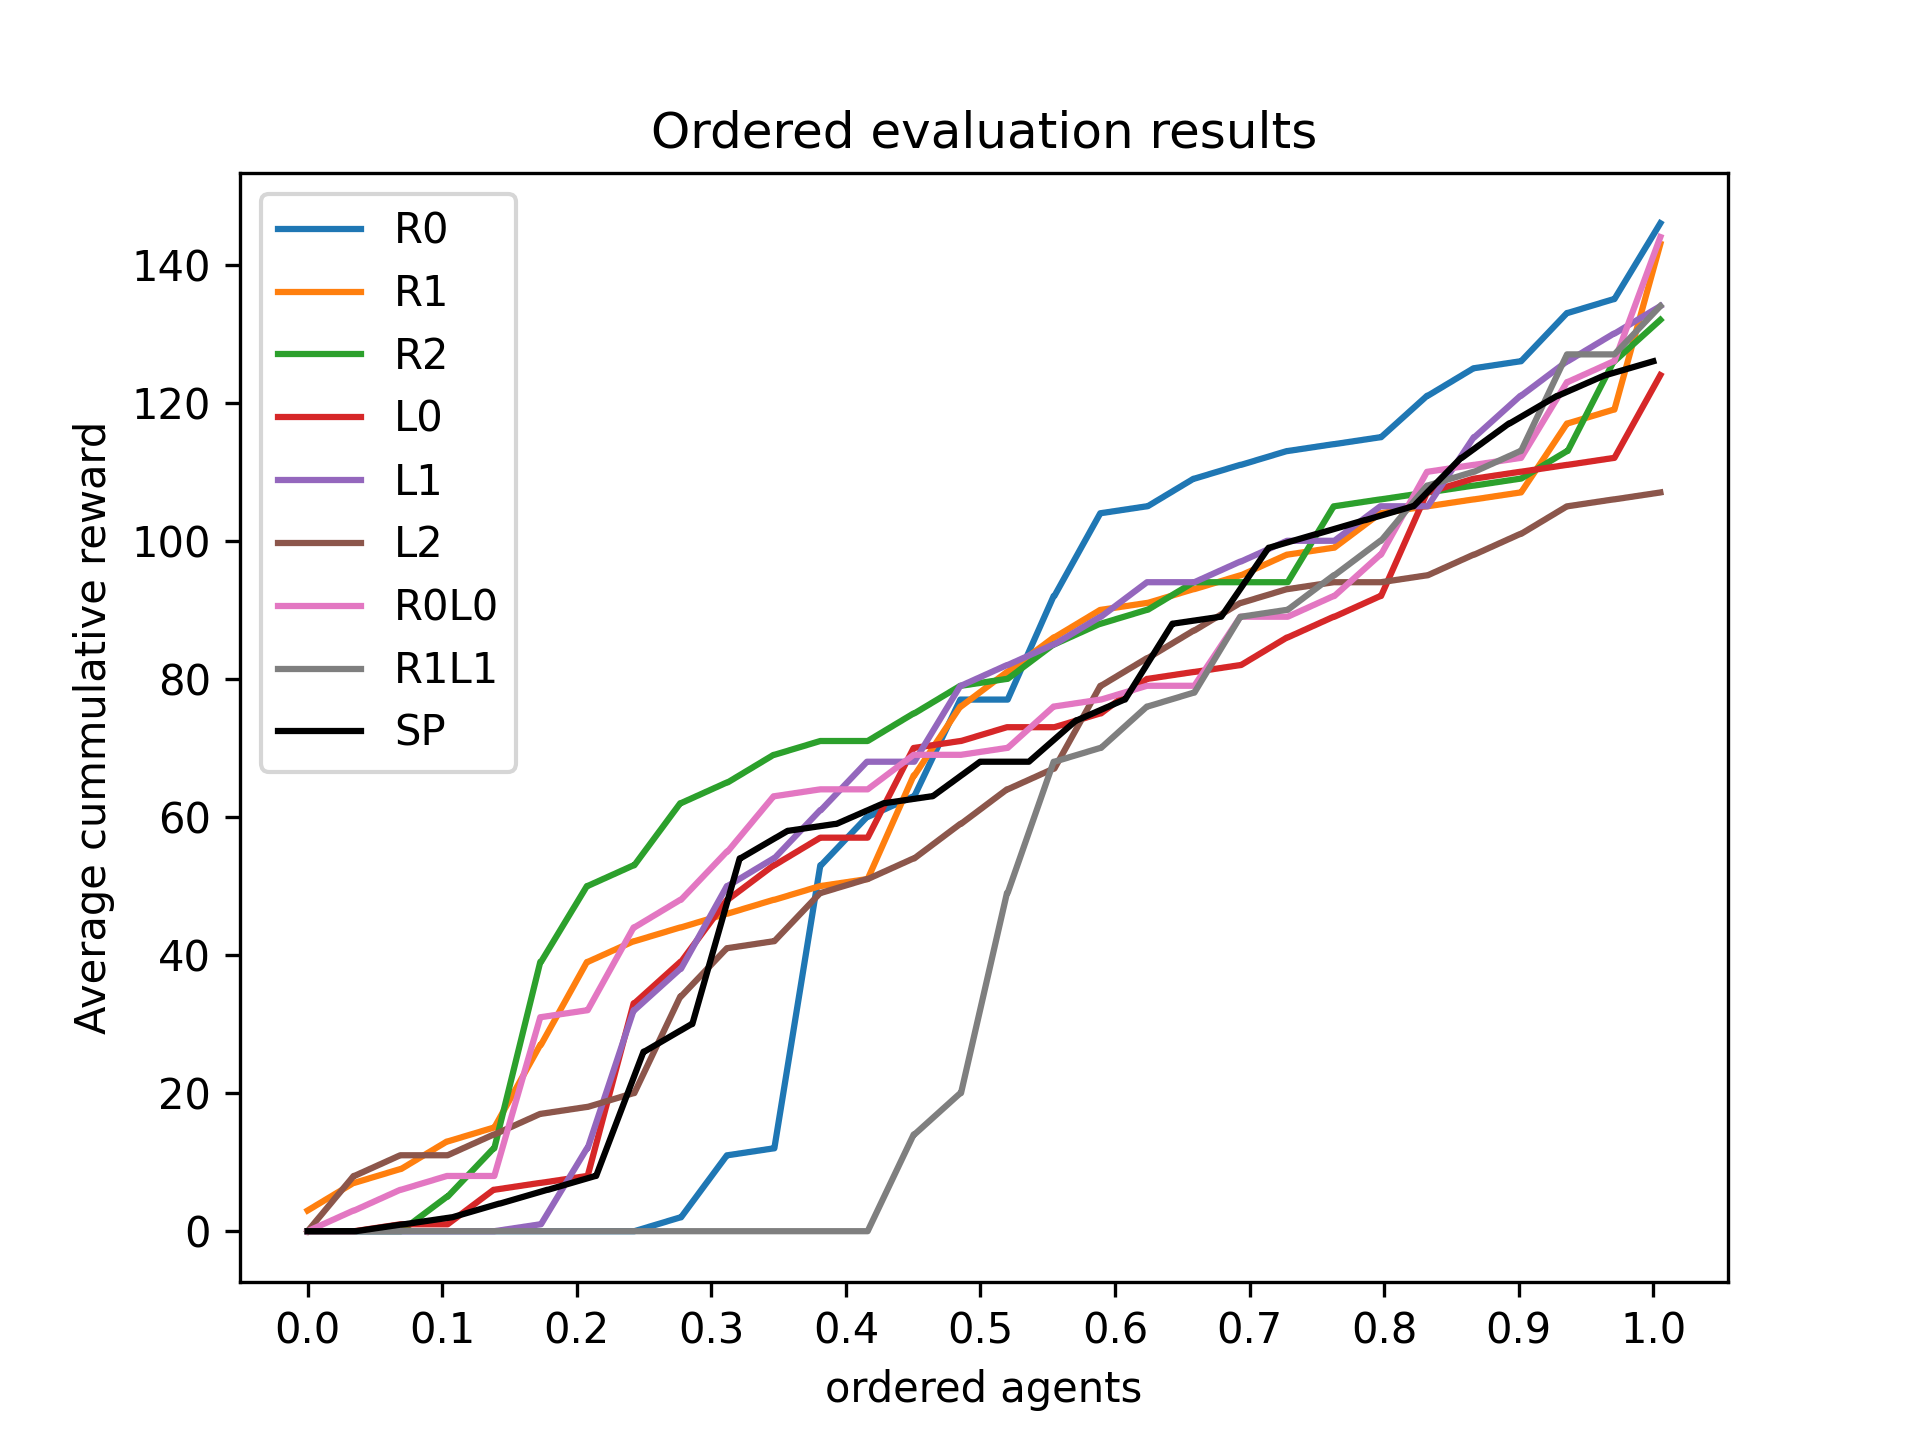 Ordered evaluation results
R0
R1
R2
L0
L1
L2
R0L0
R1L1
SP
140
120
100
80
60
40
20
0
Average cummulative reward
0.0 0.1 0.2 0.3 0.4 0.5 0.6 0.7 0.8 0.9 1.0
ordered agents